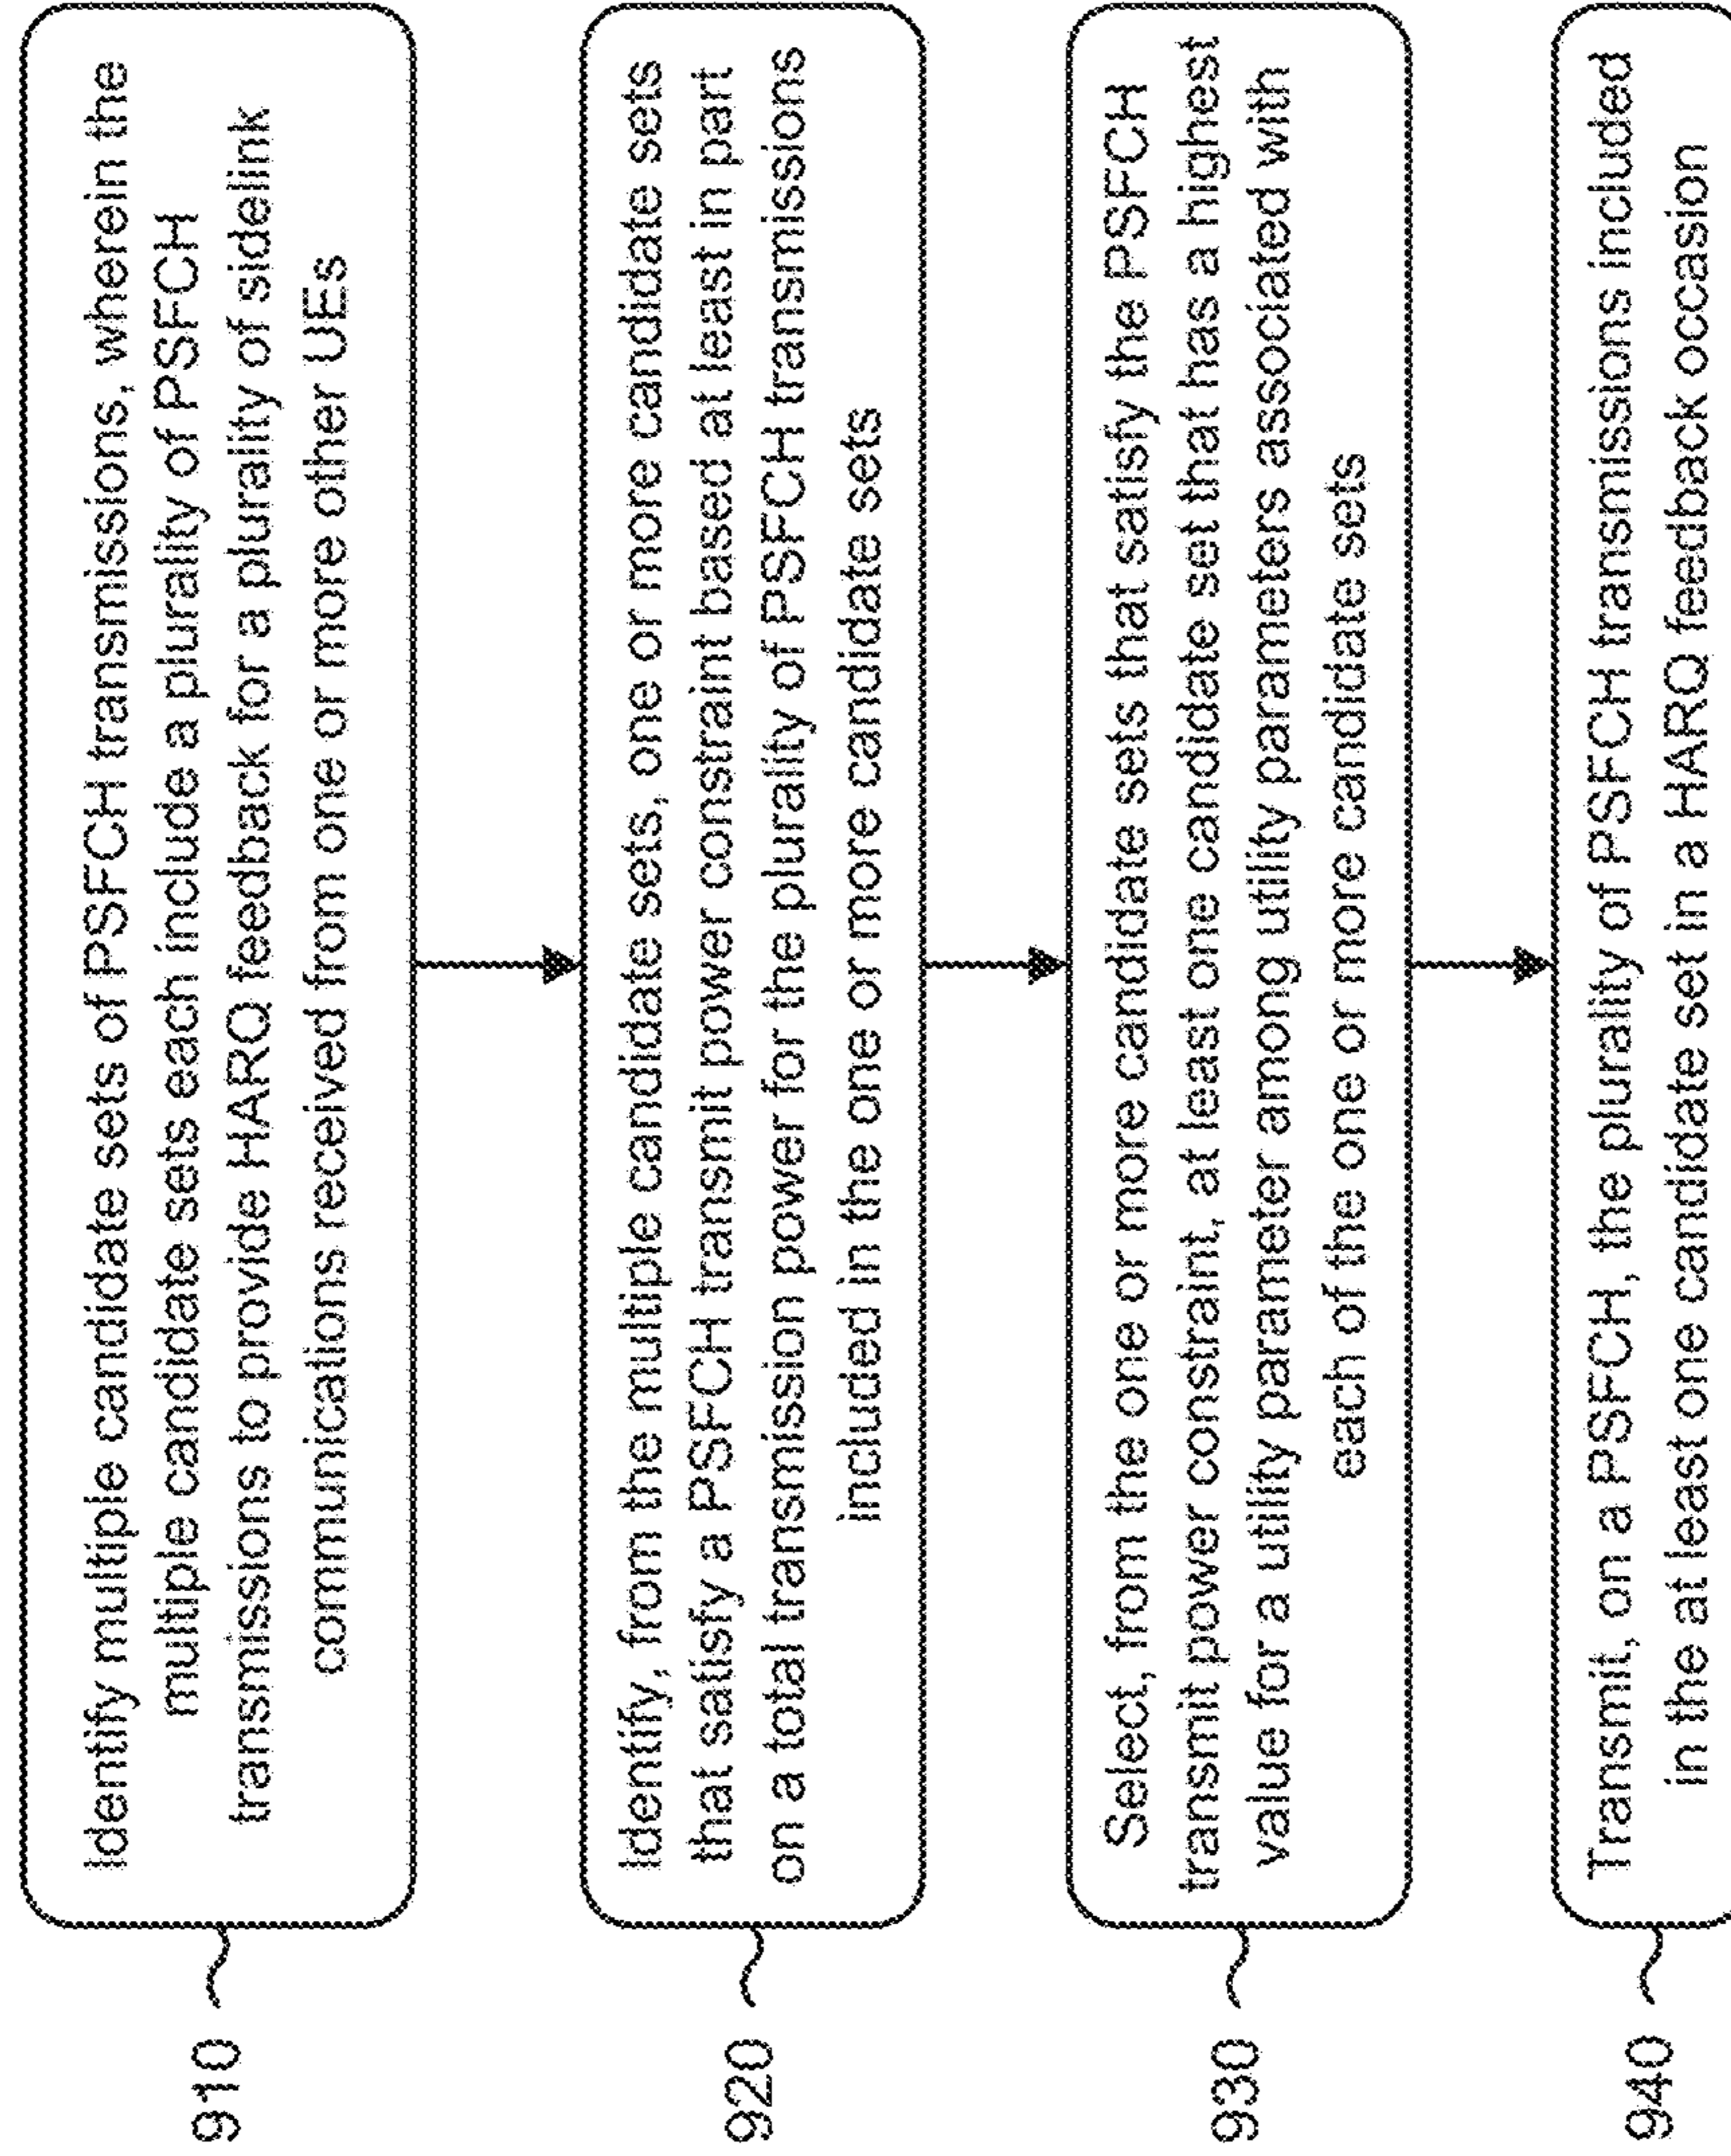 910
Identify multiple candidate sets of PSFCH transmissions, wherein the
multiple candidate sets each include a plurality of PSFCH
transmissions to provide HARQ feedback for a plurality of sidelink
communications received from one or more other UEs
920
Identify, from the multiple candidate sets, one or more candidate sets
that satisfy a PSFCH transmit power constraint based at least in part
on a total transmission power for the plurality of PSFCH transmissions
included in the one or more candidate sets
930
Select, from the one or more candidate sets that satisfy the PSFCH
transmit power constraint, at least one candidate set that has a highest
value for a utility parameter among utility parameters associated with
each of the one or more candidate sets
940
Transmit, on a PSFCH, the plurality of PSFCH transmissions included
in the at least one candidate set in a HARQ feedback occasion